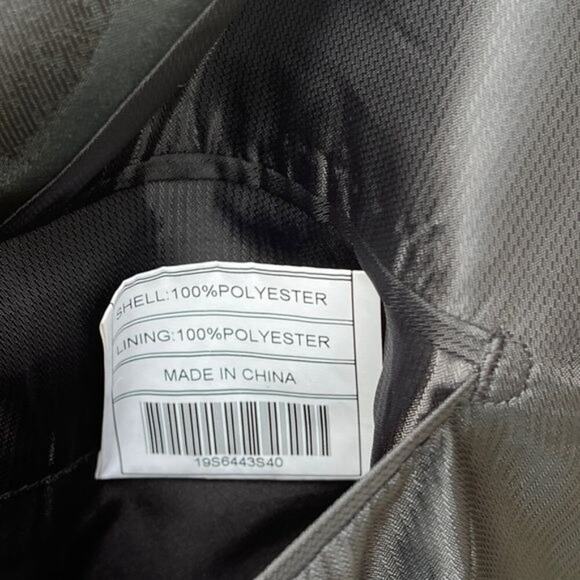 SHELL:100%POLYESTER
LINING:100%POLYESTER
MADE IN CHINA
19S6443S40